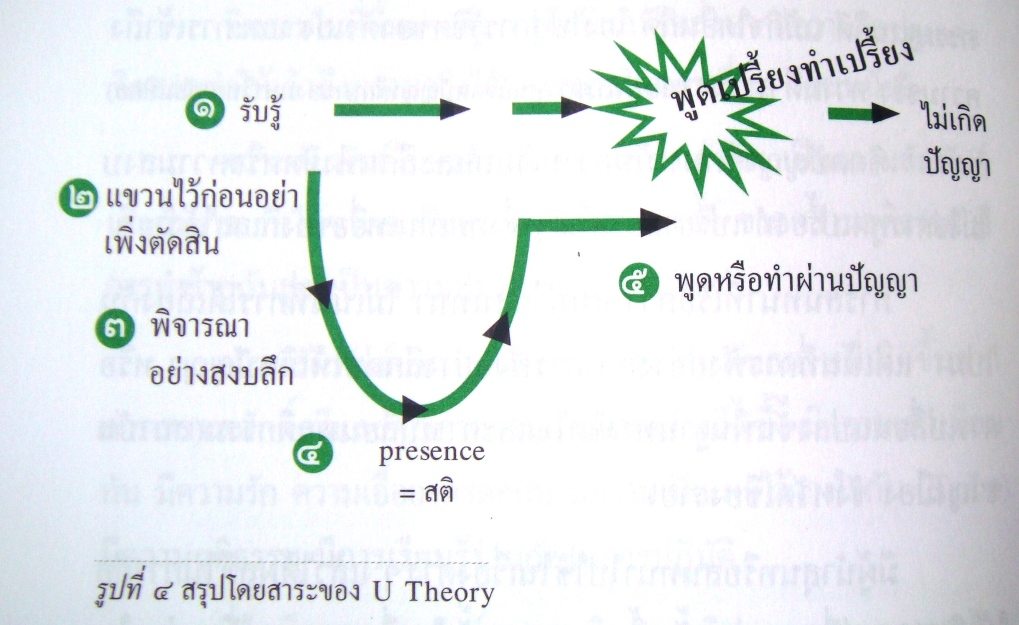 ๑ รับรู้
พูดเปรี้ยงทำเปรี้ยง
ไม่เกิด
ปัญญา
๒ แขวนไว้ก่อนอย่า
เพิ่งตัดสิน
๓ พิจารณา
อย่างสงบลึก
๔ presence
= สติ
๕ พูดหรือทำผ่านปัญญา
รูปที่ ๔ สรุปโดยสาระของ U Theory